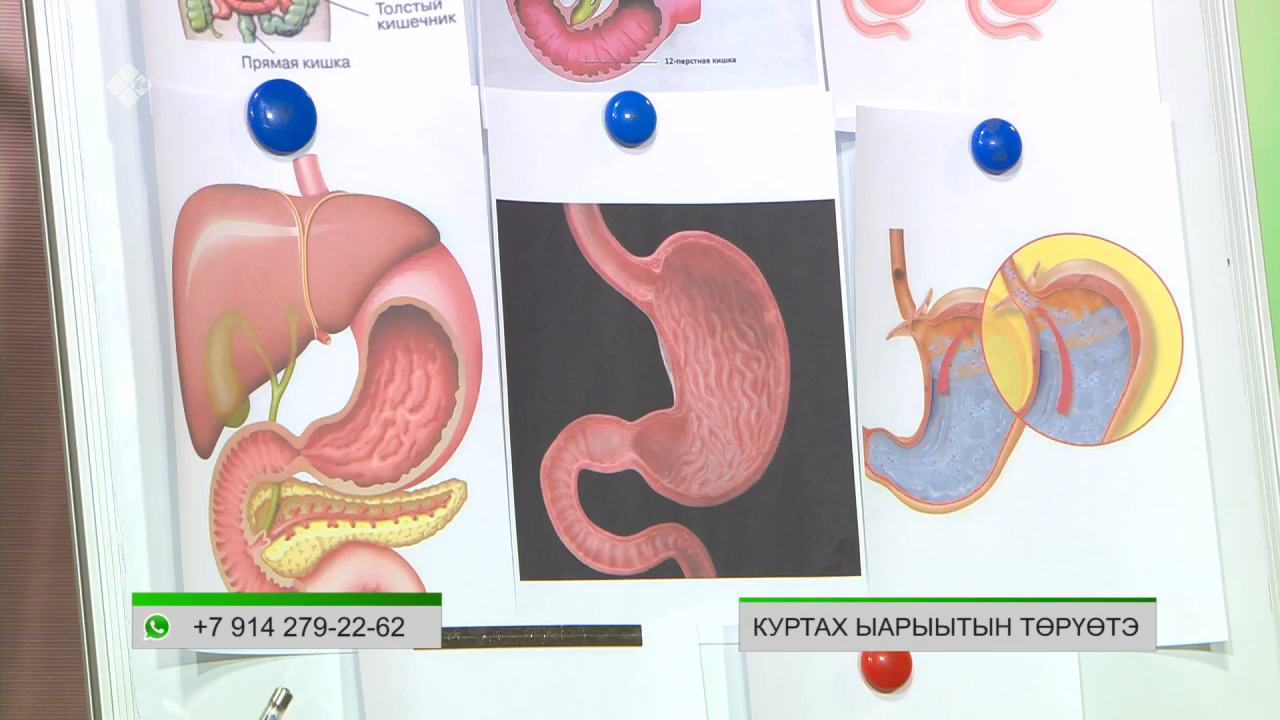 Толстый
кишечник
Прямая кишка
12-перстная кишка
+7 914 279-22-62
КУРТАХ ЫАРЫЫТЫН ТӨРҮӨТЭ